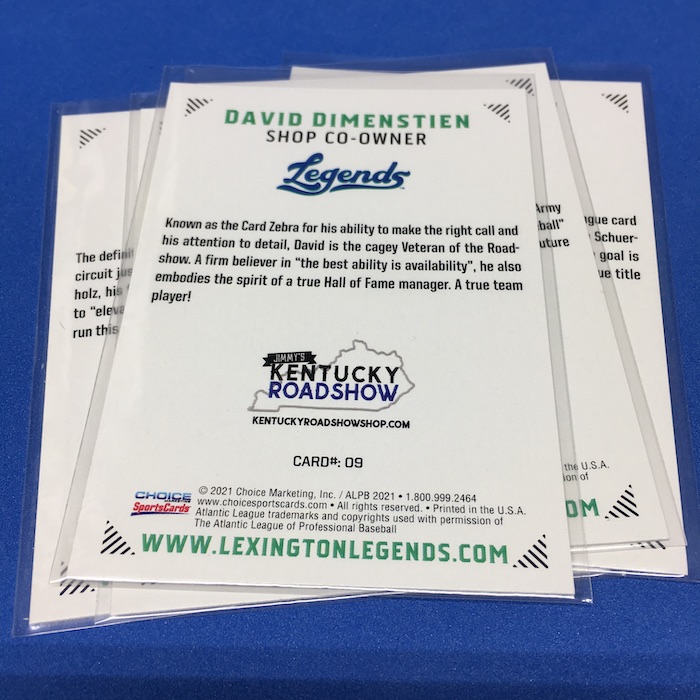 DAVID DIMENSTIEN
SHOP CO-OWNER
Legends
Known as the Card Zebra for his ability to make the right call and
his attention to detail, David is the cagey Veteran of the Road-
show. A firm believer in "the best ability is availability", he also
embodies the spirit of a true Hall of Fame manager. A true team
player!
JIMMY'S
KENTUCKY
ROADSHOW
KENTUCKYROADSHOWSHOP.COM
CARD#: 09
CHOICE
SportsCards
© 2021 Choice Marketing, Inc. / ALPB 2021 • 1.800.999.2464
www.choicesportscards.com • All rights reserved. • Printed in the U.S.A.
Atlantic League trademarks and copyrights used with permission of
The Atlantic League of Professional Baseball
WWW.LEXINGTONLEGENDS.COM
The
circuit
holz, his
to "eleva
run this
Army
ball"
uture
gue card
Schuer-
goal is
ue title
the U.S.A.
ion of
OM